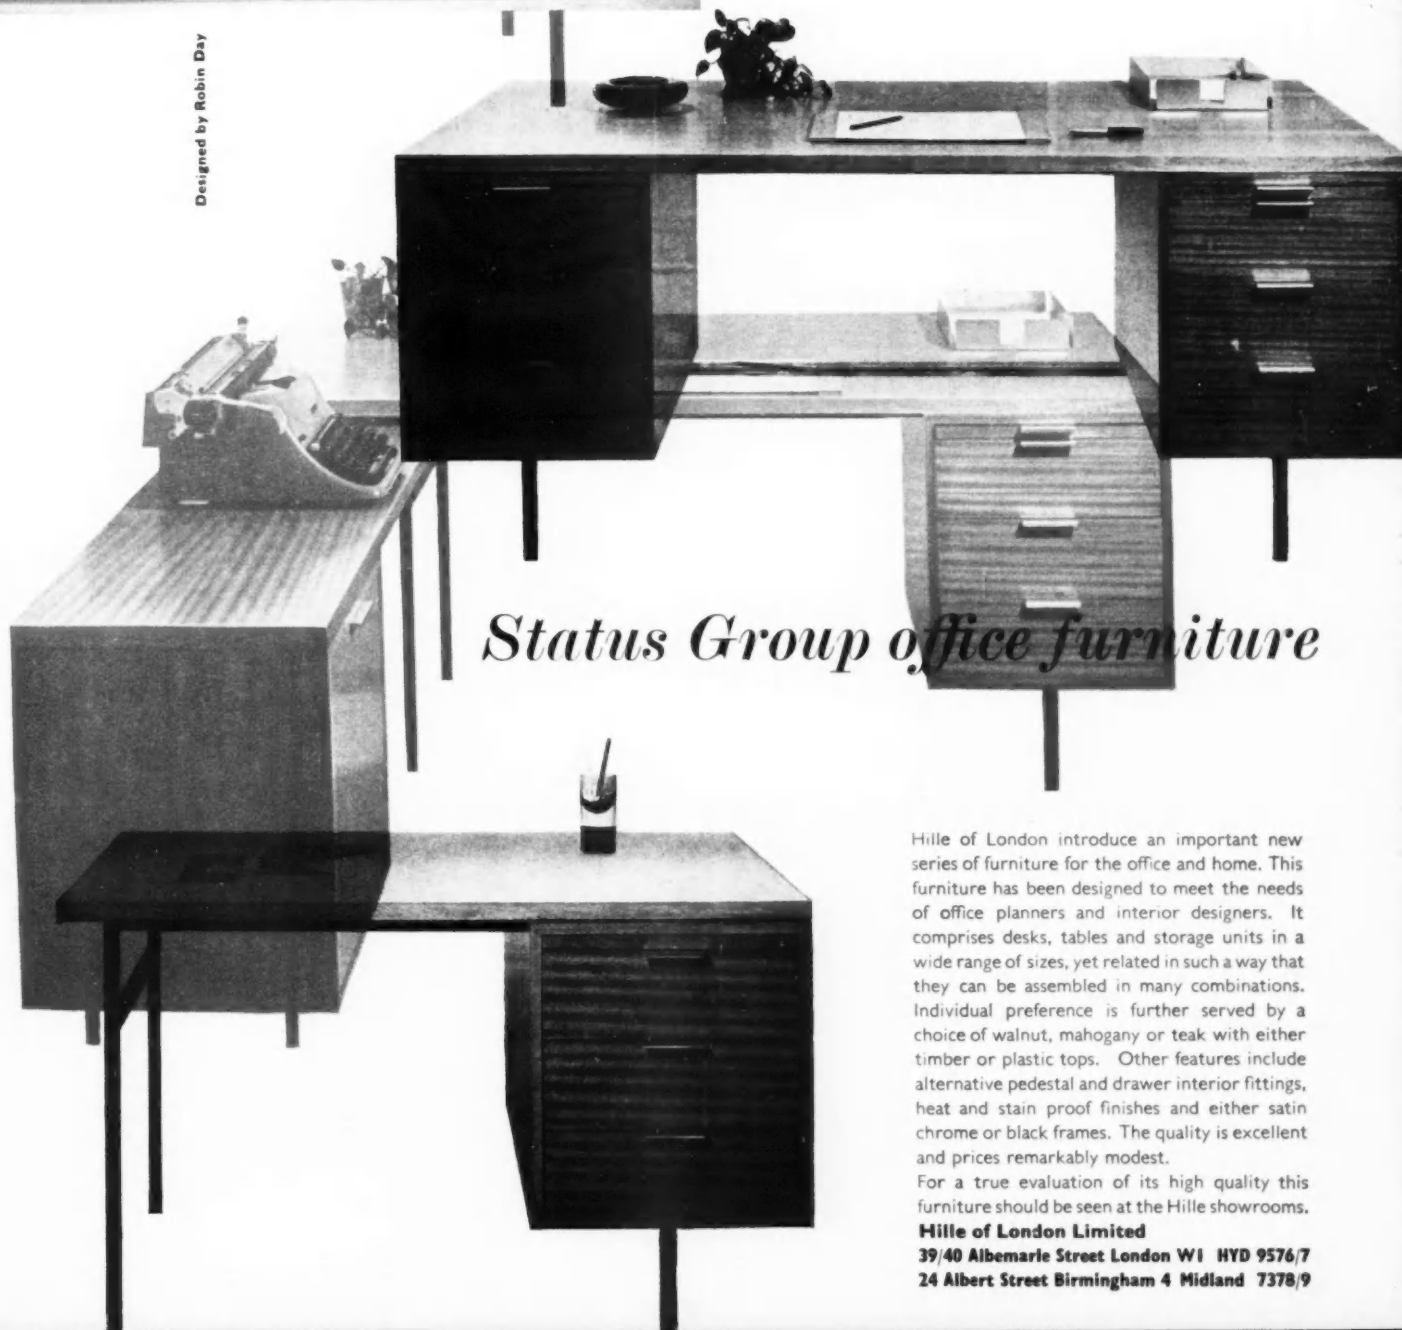 Designed by Robin Day
Status Group office furniture
Hille of London introduce an important new
series of furniture for the office and home. This
furniture has been designed to meet the needs
of office planners and interior designers. It
comprises desks, tables and storage units in a
wide range of sizes, yet related in such a way that
they can be assembled in many combinations.
Individual preference is further served by a
choice of walnut, mahogany or teak with either
timber or plastic tops. Other features include
alternative pedestal and drawer interior fittings,
heat and stain proof finishes and either satin
chrome or black frames. The quality is excellent
and prices remarkably modest.
For a true evaluation of its high quality this
furniture should be seen at the Hille showrooms.
Hille of London Limited
39/40 Albemarle Street London W1 HYD 9576/7
24 Albert Street Birmingham 4 Midland 7378/9